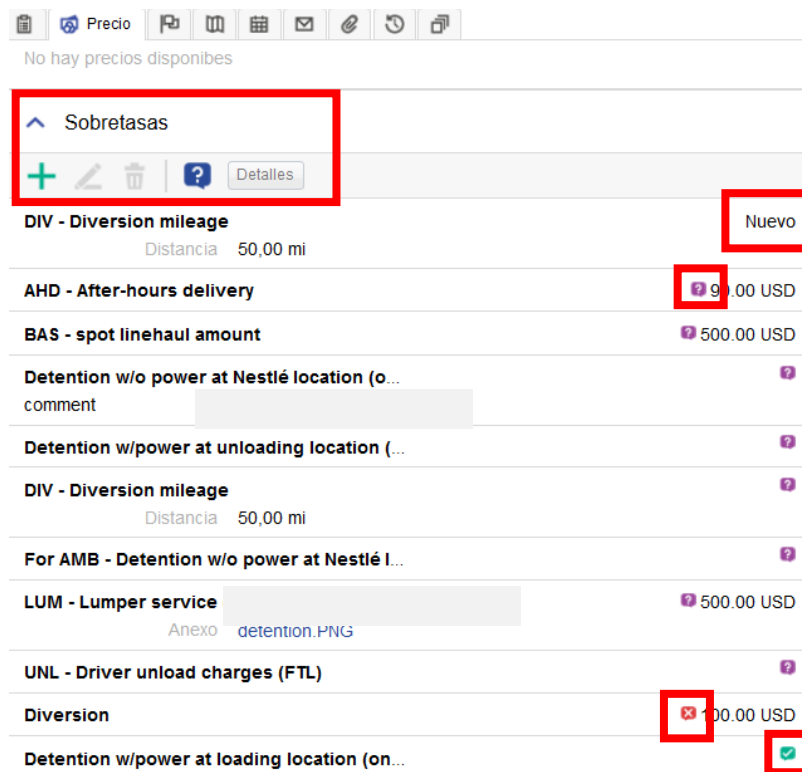 Precio
No hay precios disponibes
Sobretasas
Detalles
DIV - Diversion mileage Nuevo
Distancia 50,00 mi
AHD - After-hours delivery 90.00 USD
BAS - spot linehaul amount 500.00 USD
Detention w/o power at Nestlé location (o...
comment
Detention w/power at unloading location (...
DIV - Diversion mileage
Distancia 50,00 mi
For AMB - Detention w/o power at Nestlé l...
LUM - Lumper service 500.00 USD
Anexo detention.PNG
UNL - Driver unload charges (FTL)
Diversion 100.00 USD
Detention w/power at loading location (on...